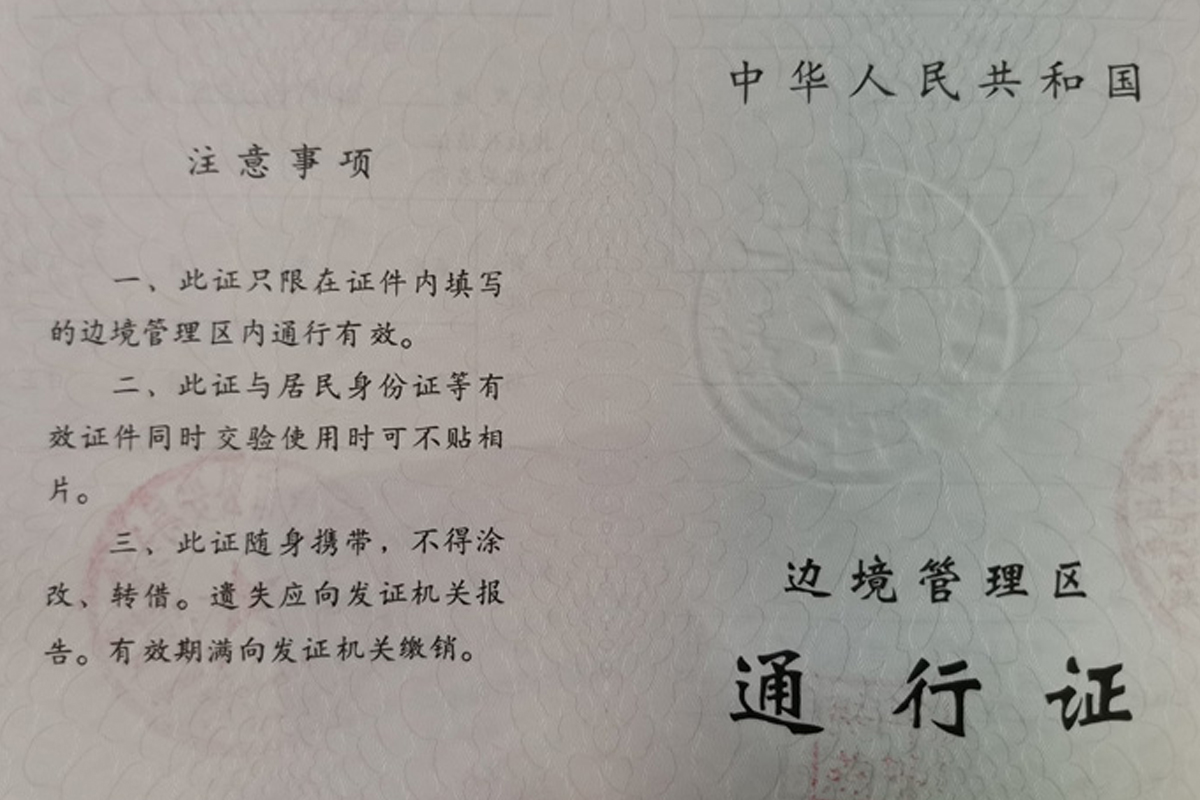 注意事项
一、此证只限在证件内填写
的边境管理区内通行有效。
二、此证与居民身份证等有
效证件同时交验使用时可不贴相
片。
三、此证随身携带，不得涂
改、转借。遗失应向发证机关报
告。有效期满向发证机关缴销。
中华人民共和国
边境管理区
通行证